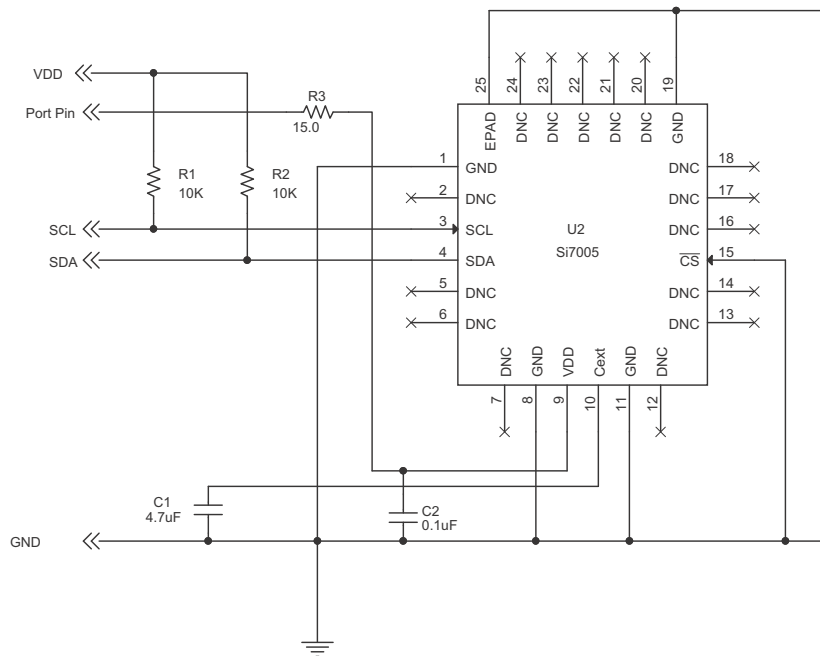 VDD
Port Pin
R3
15.0
R1
10K
R2
10K
SCL
SDA
GND
25
24
23
22
21
20
19
EPAD
DNC
DNC
DNC
DNC
DNC
GND
1
GND
2
DNC
3
SCL
4
SDA
5
DNC
6
DNC
U2
Si7005
DNC
18
DNC
17
DNC
16
CS
15
DNC
14
DNC
13
DNC
GND
VDD
Cext
GND
DNC
7
8
9
10
11
12
C1
4.7uF
C2
0.1uF